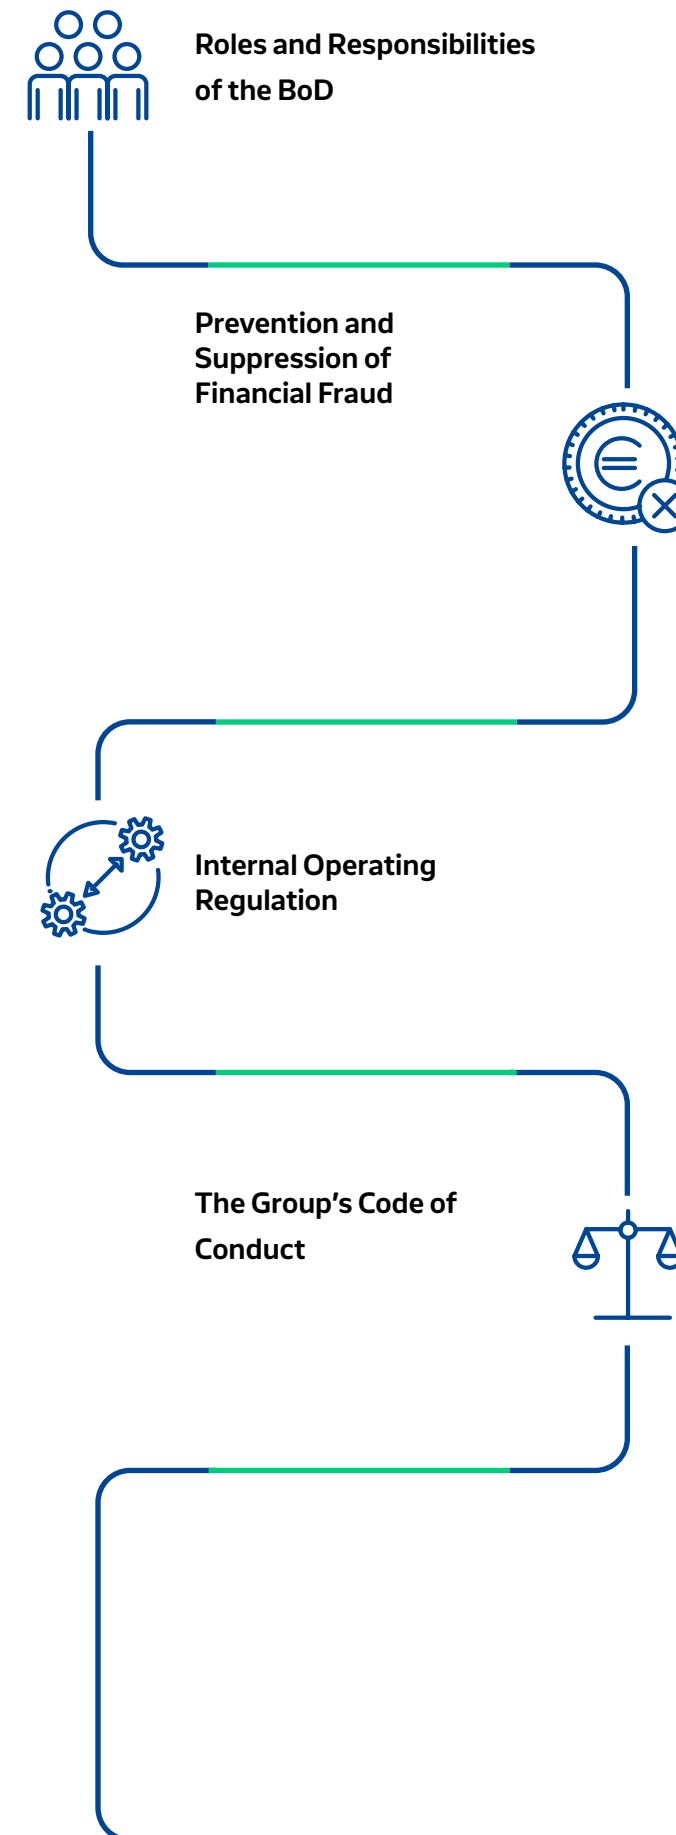 Roles and Responsibilities
of the BoD
Prevention and
Suppression of
Financial Fraud
Internal Operating
Regulation
The Group’s Code of
Conduct